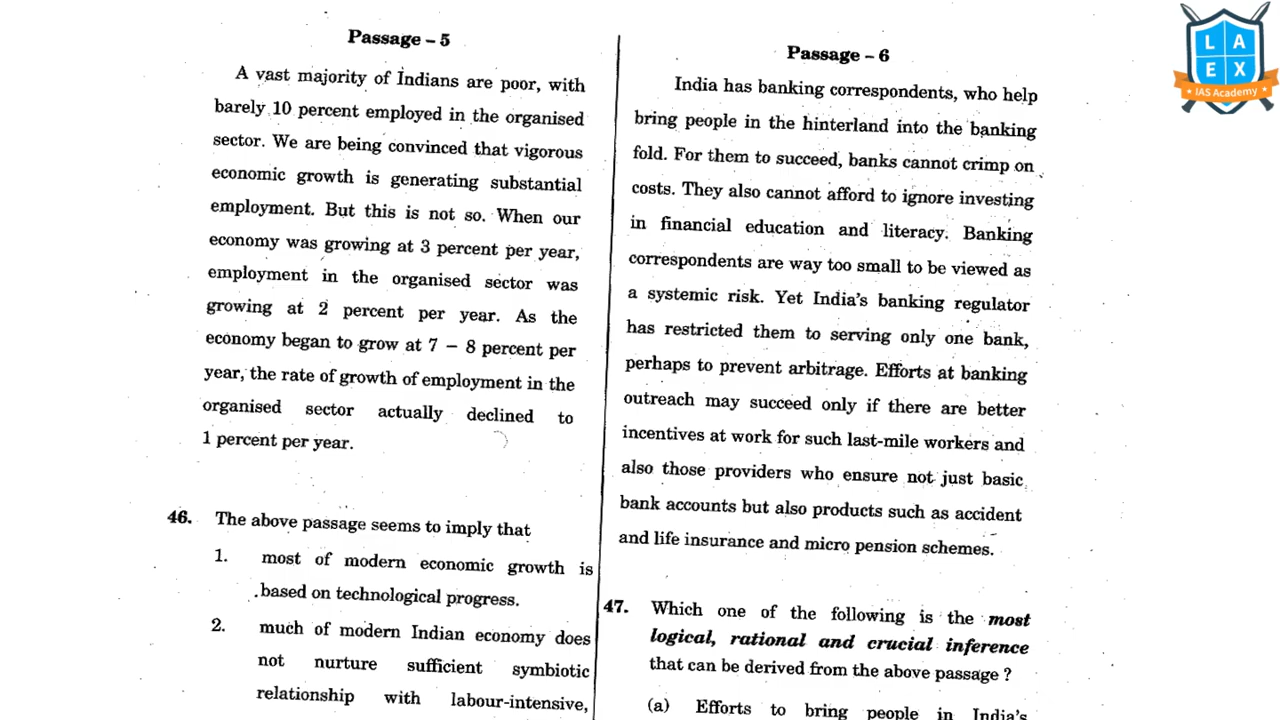 Passage – 5
A vast majority of Indians are poor, with
barely 10 percent employed in the organised
sector. We are being convinced that vigorous
economic growth is generating substantial
employment. But this is not so. When our
economy was growing at 3 percent per year,
employment in the organised sector was
growing at 2 percent per year. As the
economy began to grow at 7 – 8 percent per
year, the rate of growth of employment in the
organised sector actually declined to
1 percent per year.
46. The above passage seems to imply that
1. most of modern economic growth is
based on technological progress.
2. much of modern Indian economy does
not nurture sufficient symbiotic
relationship with labour-intensive,
Passage – 6
India has banking correspondents, who help
bring people in the hinterland into the banking
fold. For them to succeed, banks cannot crimp on
costs. They also cannot afford to ignore investing
in financial education and literacy. Banking
correspondents are way too small to be viewed as
a systemic risk. Yet India's banking regulator
has restricted them to serving only one bank,
perhaps to prevent arbitrage. Efforts at banking
outreach may succeed only if there are better
incentives at work for such last-mile workers and
also those providers who ensure not just basic
bank accounts but also products such as accident
and life insurance and micro pension schemes.
47. Which one of the following is the most
logical, rational and crucial inference
that can be derived from the above passage ?
(a) Efforts to bring people in India's
L A
E X
IAS Academy